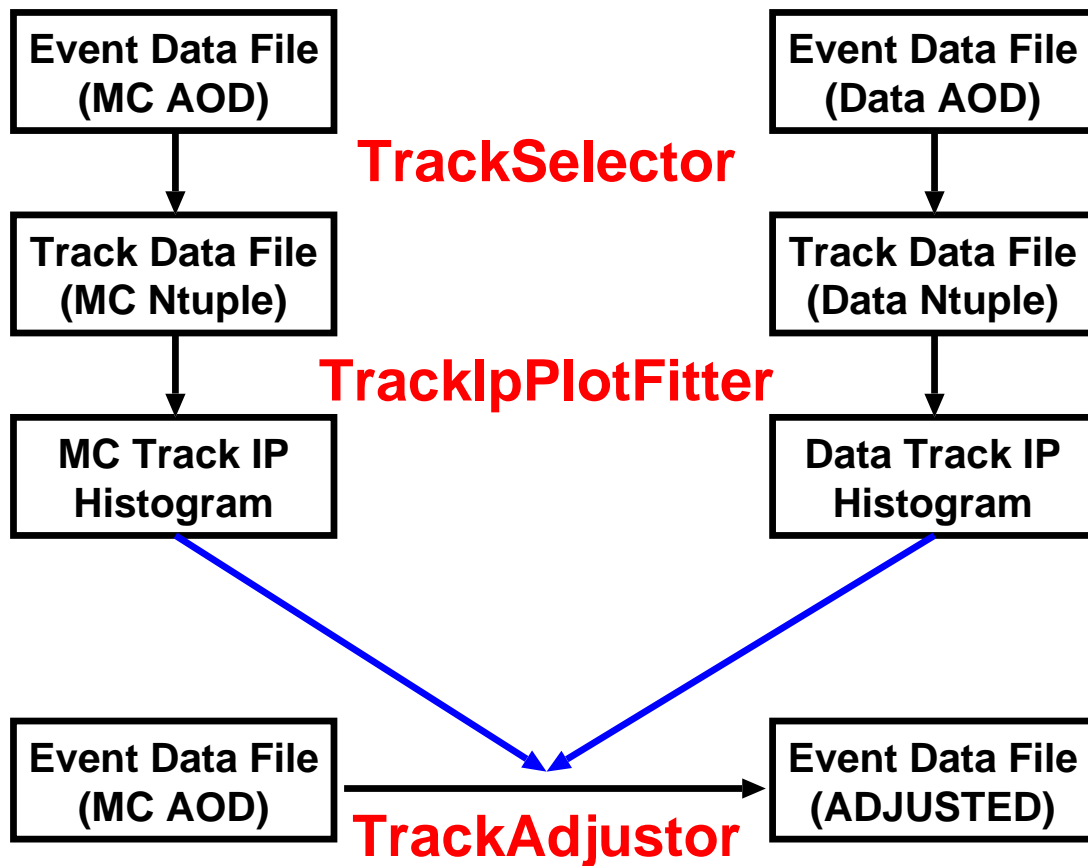 Event Data File
(MC AOD)
Event Data File
(Data AOD)
TrackSelector
Track Data File
(MC Ntuple)
Track Data File
(Data Ntuple)
TrackIpPlotFitter
MC Track IP
Histogram
Data Track IP
Histogram
Event Data File
(MC AOD)
Event Data File
(ADJUSTED)
TrackAdjustor